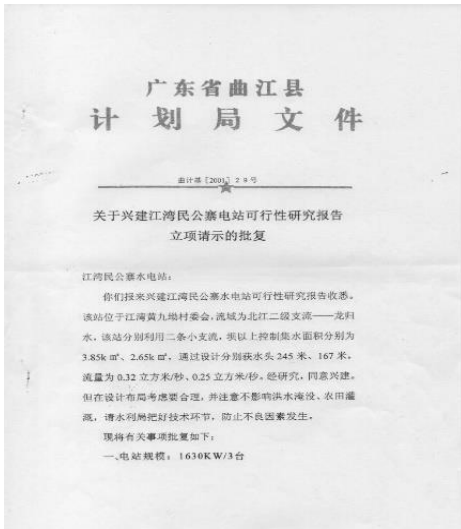 广东省曲江县
计划局文件
曲计基〔2001〕29号
关于兴建江湾民公寨电站可行性研究报告
立项请示的批复
江湾民公寨水电站:
你们报来兴建江湾民公寨水电站可行性研究报告收悉。
该站位于江湾黄九坳村委会,流域为北江二级支流——龙归
水,该站分别利用二条小支流,坝以上控制集水面积分别为
3.85k㎡、2.65k㎡,通过设计分别获水头245米、167米,
流量为0.32立方米/秒、0.25立方米/秒。经研究,同意兴建。
但在设计布局考虑要合理,并注意不影响洪水淹没、农田灌
溉,请水利局把好技术环节,防止不良因素发生。
现将有关事项批复如下:
一、电站规模:1630KW/3台